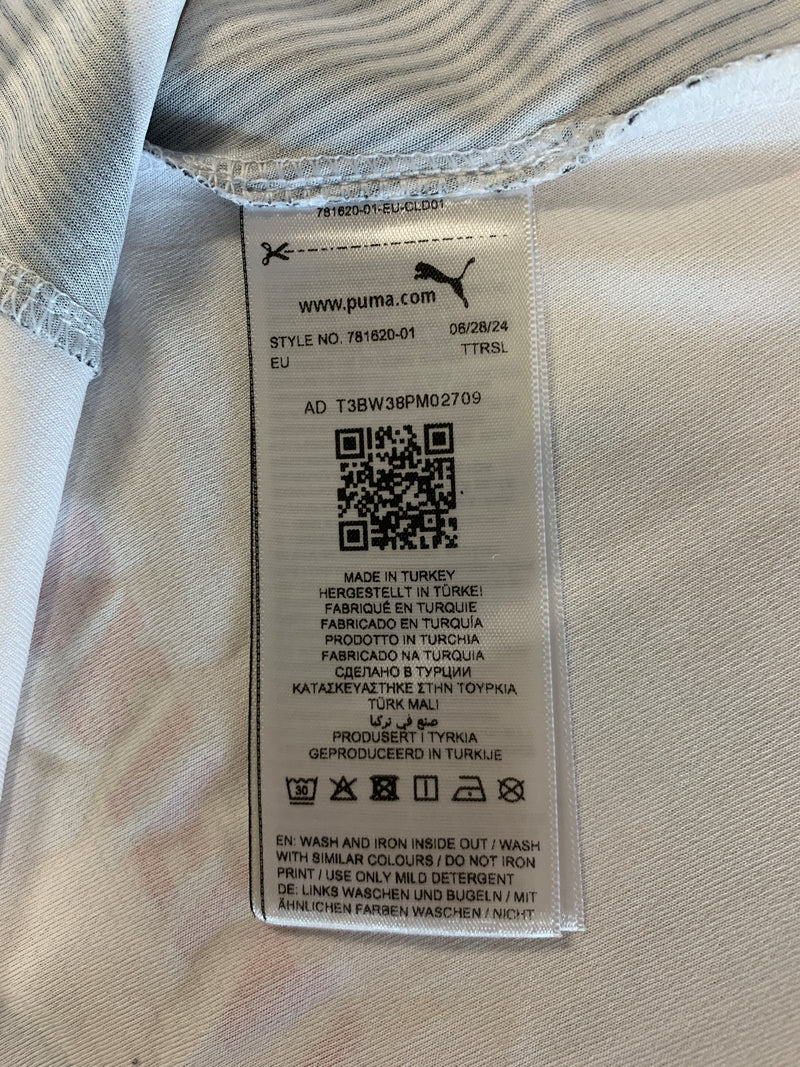 781620-01-EU-CLD01
www.puma.com
STYLE NO. 781620-01 06/28/24
EU TTRSL
AD T3BW38PM02709
MADE IN TURKEY
HERGESTELLT IN TÜRKEI
FABRIQUÉ EN TURQUIE
FABRICADO EN TURQUÍA
PRODOTTO IN TURCHIA
FABRICADO NA TURQUIA
СДЕЛАНО В ТУРЦИИ
ΚΑΤΑΣΚΕΥΑΣΤΗΚΕ ΣΤΗΝ ΤΟΥΡΚΙΑ
TÜRK MALI
صنع في تركيا
PRODUSERT I TYRKIA
GEPRODUCEERD IN TURKIJE
30
EN: WASH AND IRON INSIDE OUT / WASH
WITH SIMILAR COLOURS / DO NOT IRON
PRINT / USE ONLY MILD DETERGENT
DE: LINKS WASCHEN UND BUGELN / MIT
ÄHNLICHEN FARBEN WASCHEN / NICHT